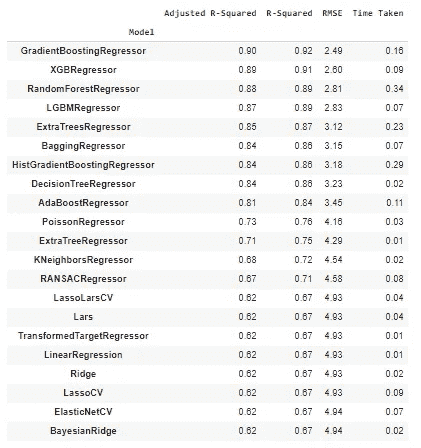 Adjusted R-Squared R-Squared RMSE Time Taken
Model
GradientBoostingRegressor 0.90 0.92 2.49 0.16
XGBRegressor 0.89 0.91 2.60 0.09
RandomForestRegressor 0.88 0.89 2.81 0.34
LGBMRegressor 0.87 0.89 2.83 0.07
ExtraTreesRegressor 0.85 0.87 3.12 0.23
BaggingRegressor 0.84 0.86 3.15 0.07
HistGradientBoostingRegressor 0.84 0.86 3.18 0.29
DecisionTreeRegressor 0.84 0.86 3.23 0.02
AdaBoostRegressor 0.81 0.84 3.45 0.11
PoissonRegressor 0.73 0.76 4.16 0.03
ExtraTreeRegressor 0.71 0.75 4.29 0.01
KNeighborsRegressor 0.68 0.72 4.54 0.02
RANSACRegressor 0.67 0.71 4.58 0.08
LassoLarsCV 0.62 0.67 4.93 0.04
Lars 0.62 0.67 4.93 0.04
TransformedTargetRegressor 0.62 0.67 4.93 0.01
LinearRegression 0.62 0.67 4.93 0.01
Ridge 0.62 0.67 4.93 0.02
LassoCV 0.62 0.67 4.93 0.09
ElasticNetCV 0.62 0.67 4.94 0.07
BayesianRidge 0.62 0.67 4.94 0.02